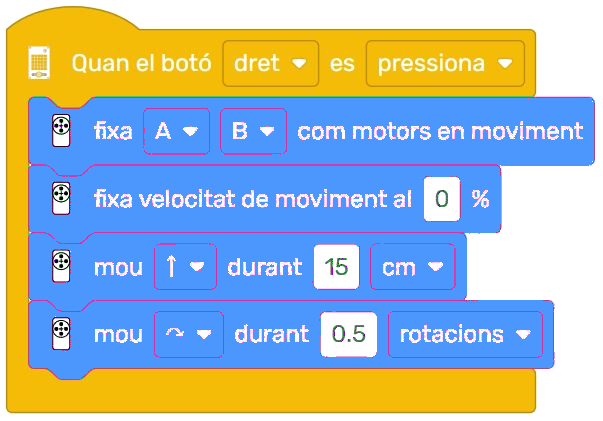 Quan el botó dret es pressiona
fixa A B com motors en moviment
fixa velocitat de moviment al 0 %
mou ↑ durant 15 cm
mou ↷ durant 0.5 rotacions